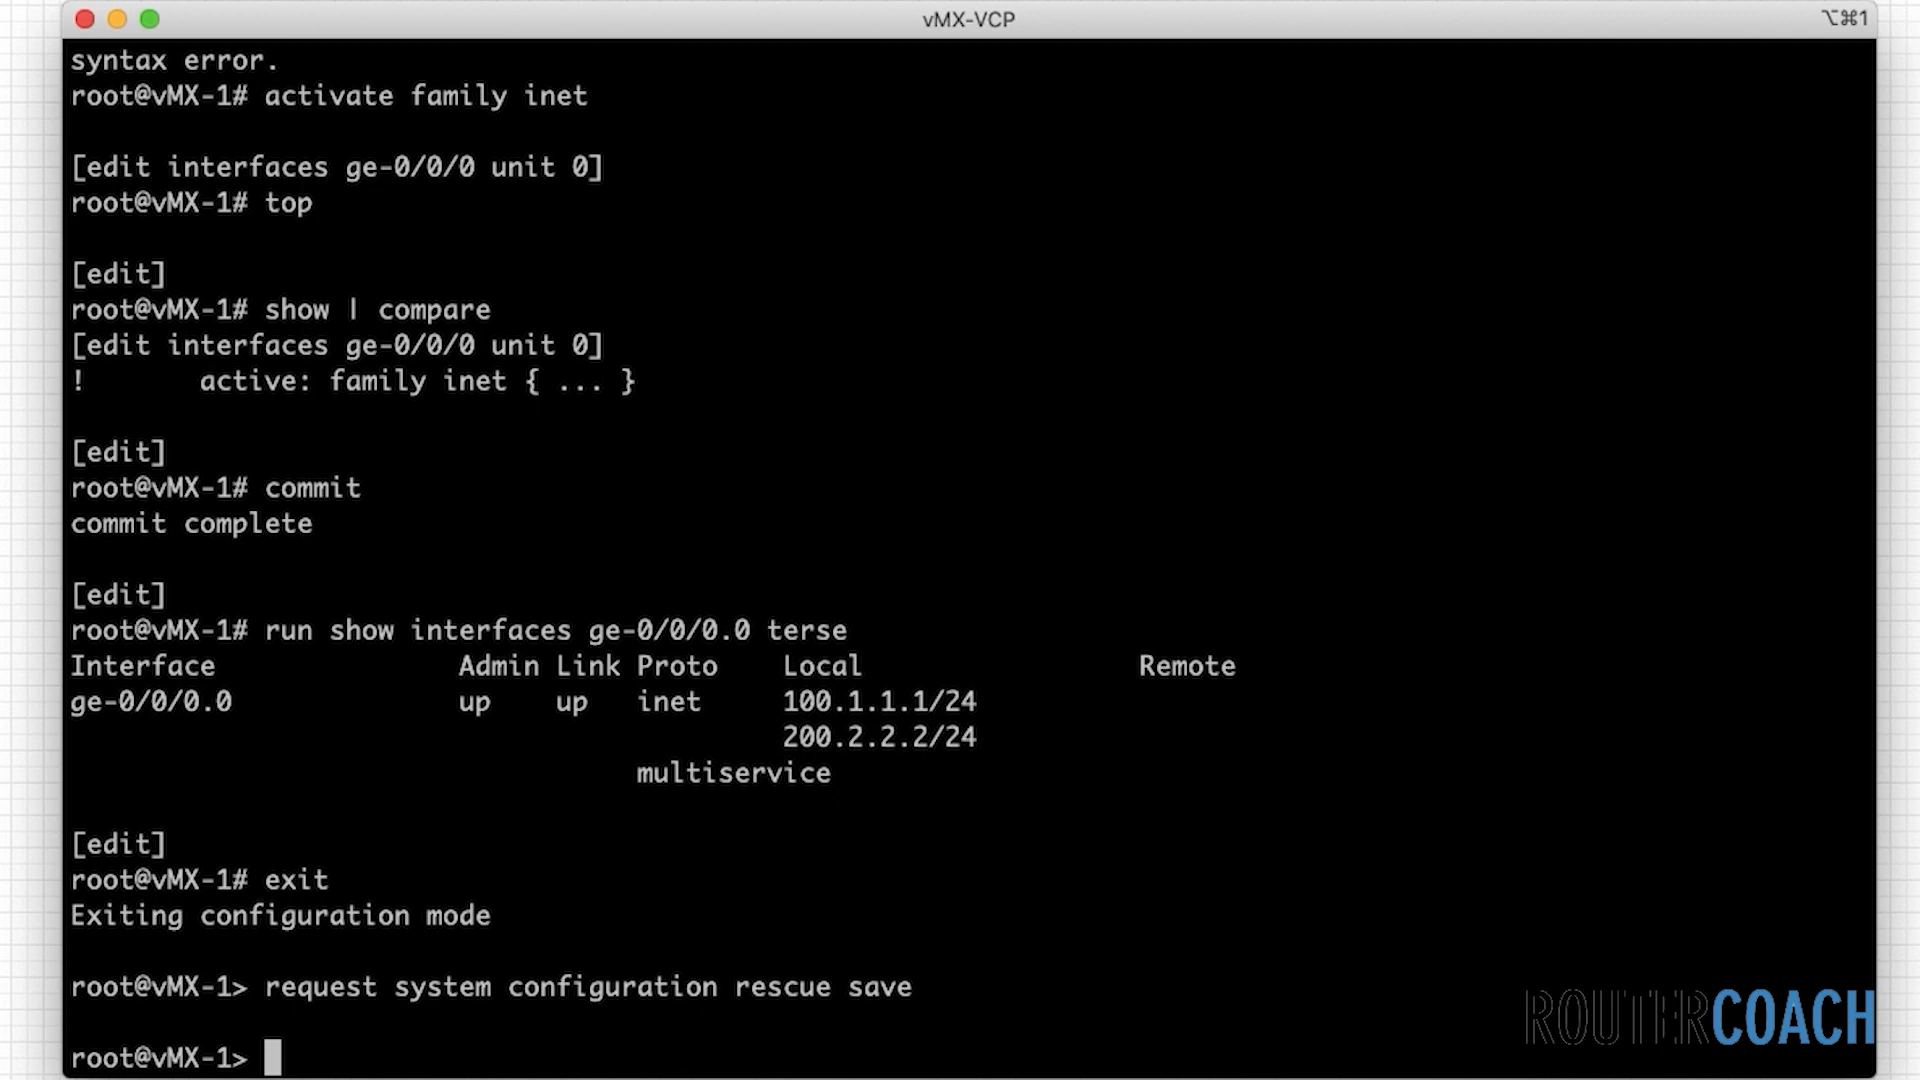 vMX-VCP
⌥⌘1
syntax error.
root@vMX-1# activate family inet
[edit interfaces ge-0/0/0 unit 0]
root@vMX-1# top
[edit]
root@vMX-1# show | compare
[edit interfaces ge-0/0/0 unit 0]
!       active: family inet { ... }
[edit]
root@vMX-1# commit
commit complete
[edit]
root@vMX-1# run show interfaces ge-0/0/0.0 terse
Interface               Admin Link Proto    Local                 Remote
ge-0/0/0.0              up    up   inet     100.1.1.1/24
200.2.2.2/24
multiservice
[edit]
root@vMX-1# exit
Exiting configuration mode
root@vMX-1> request system configuration rescue save
root@vMX-1>
ROUTERCOACH